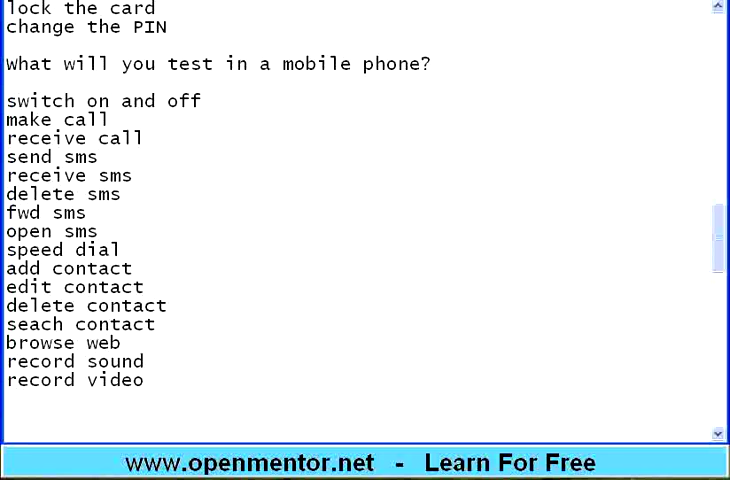 lock the card
change the PIN
What will you test in a mobile phone?
switch on and off
make call
receive call
send sms
receive sms
delete sms
fwd sms
open sms
speed dial
add contact
edit contact
delete contact
seach contact
browse web
record sound
record video
www.openmentor.net - Learn For Free